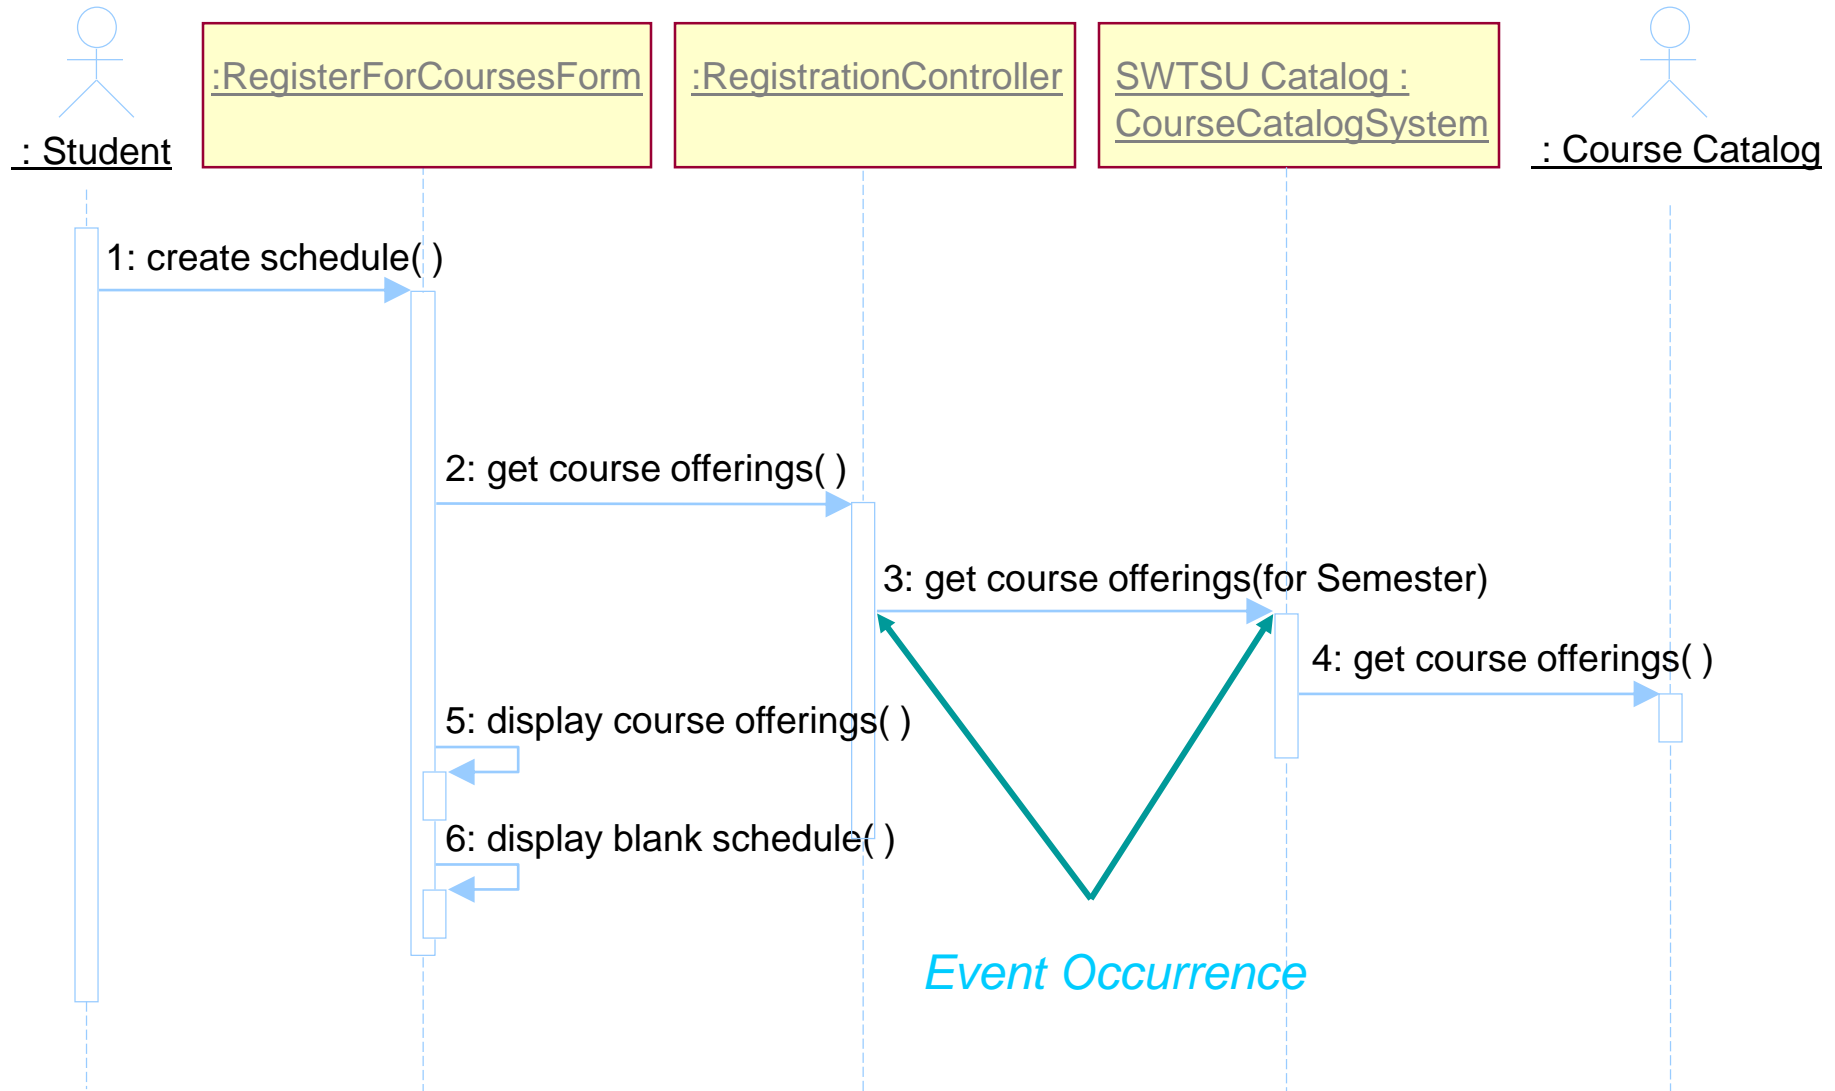 : Student
:RegisterForCoursesForm
:RegistrationController
SWTSU Catalog :
CourseCatalogSystem
: Course Catalog
1: create schedule( )
2: get course offerings( )
3: get course offerings(for Semester)
4: get course offerings( )
5: display course offerings( )
6: display blank schedule( )
Event Occurrence